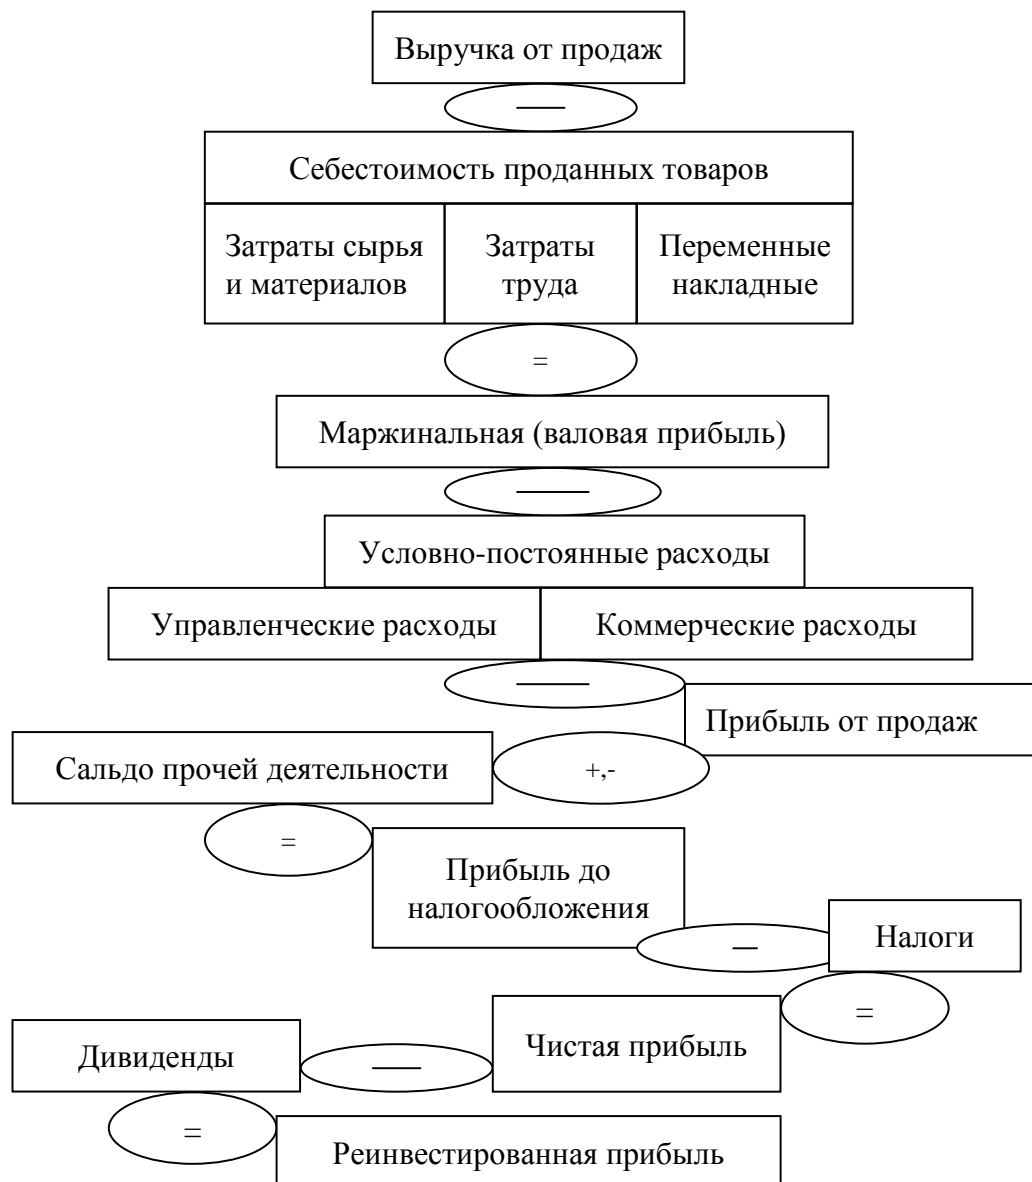 Выручка от продаж
—
Себестоимость проданных товаров
Затраты сырья
и материалов
Затраты
труда
Переменные
накладные
=
Маржинальная (валовая прибыль)
—
Условно-постоянные расходы
Управленческие расходы
Коммерческие расходы
—
Прибыль от продаж
Сальдо прочей деятельности
+,-
=
Прибыль до
налогообложения
—
Налоги
=
Чистая прибыль
—
Дивиденды
=
Реинвестированная прибыль